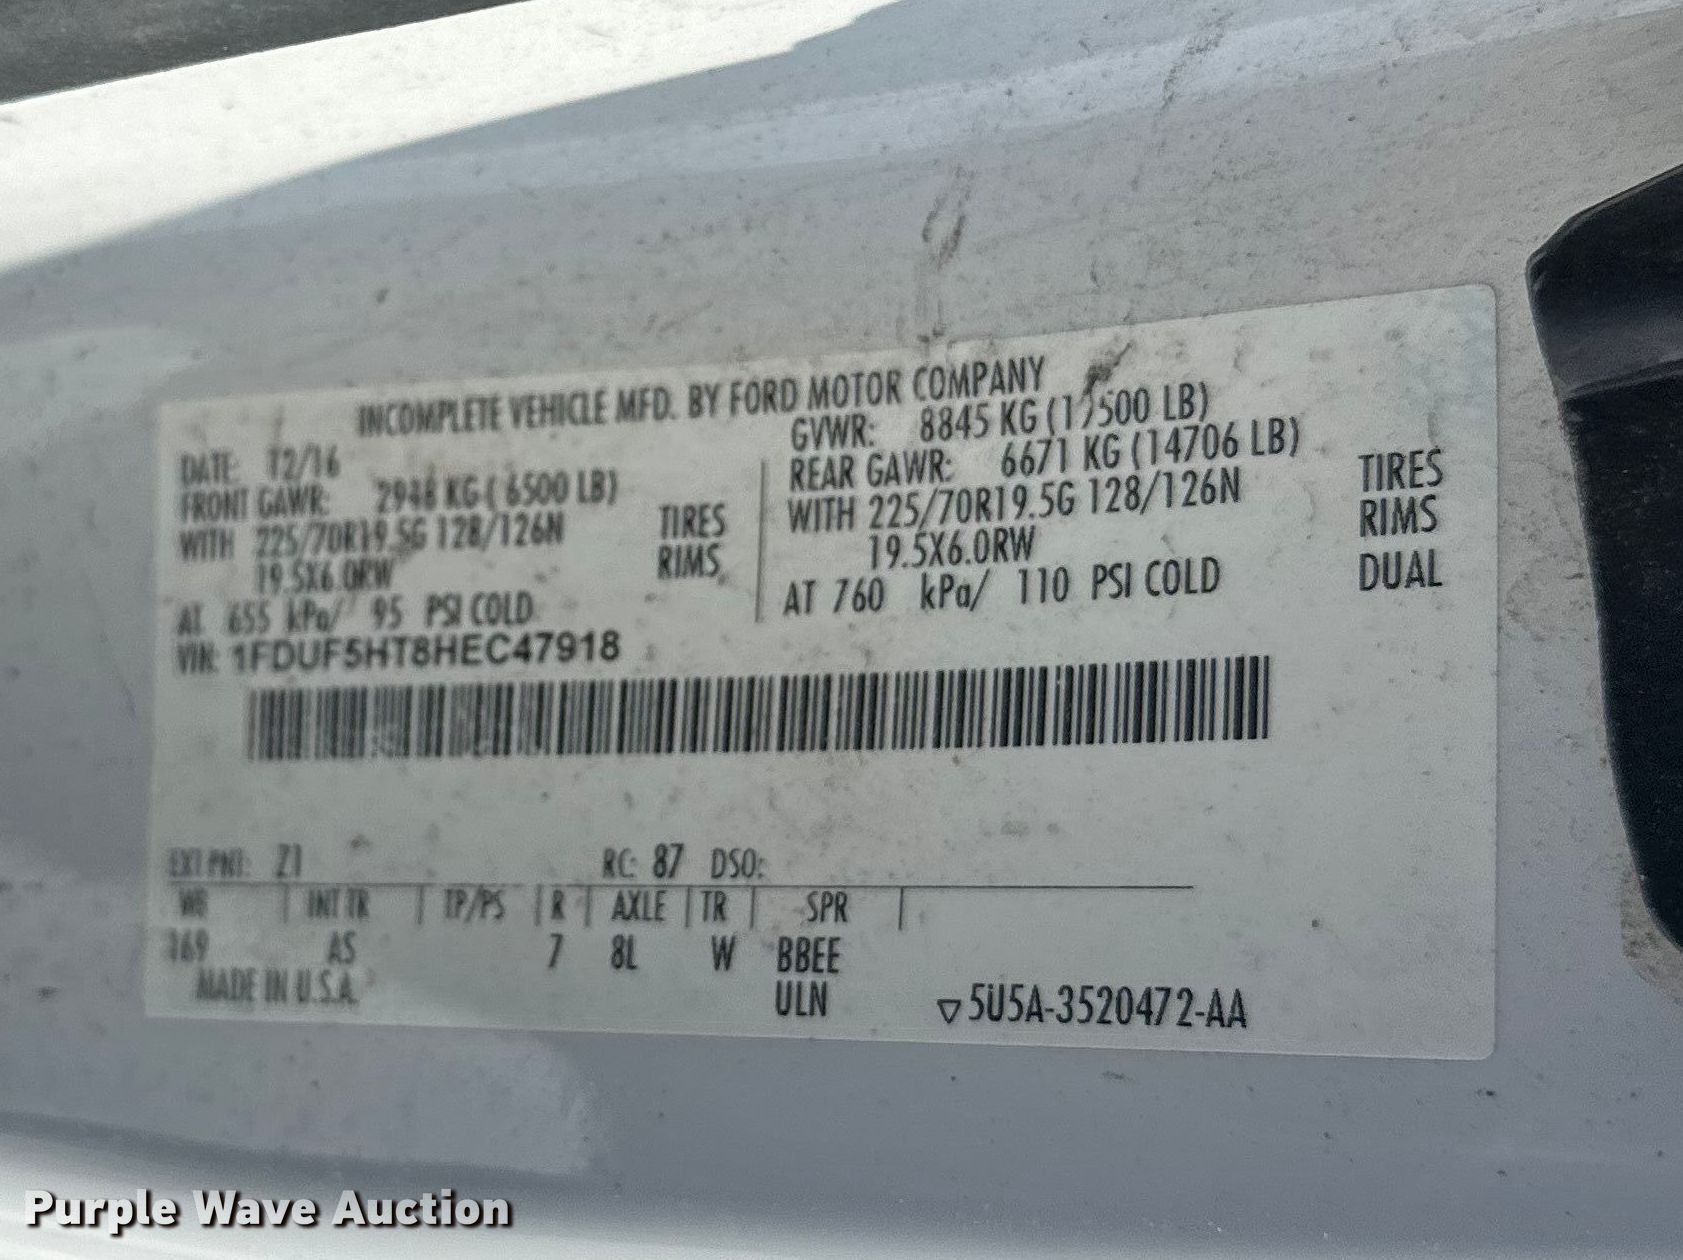 INCOMPLETE VEHICLE MFD. BY FORD MOTOR COMPANY
DATE: 12/16
FRONT GAWR: 2948 KG ( 6500 LB)
WITH 225/70R19.5G 128/126N TIRES
19.5X6.0RW RIMS
AT 655 kPa/ 95 PSI COLD
GVWR: 8845 KG (19500 LB)
REAR GAWR: 6671 KG (14706 LB)
WITH 225/70R19.5G 128/126N TIRES
19.5X6.0RW RIMS
AT 760 kPa/ 110 PSI COLD DUAL
VIN: 1FDUF5HT8HEC47918
EXT PNT: Z1 RC: 87 DSO:
WB | INT TR | TP/PS | R | AXLE | TR | SPR |
169 AS 7 8L W BBEE
MADE IN U.S.A. ULN ▽5U5A-3520472-AA
Purple Wave Auction